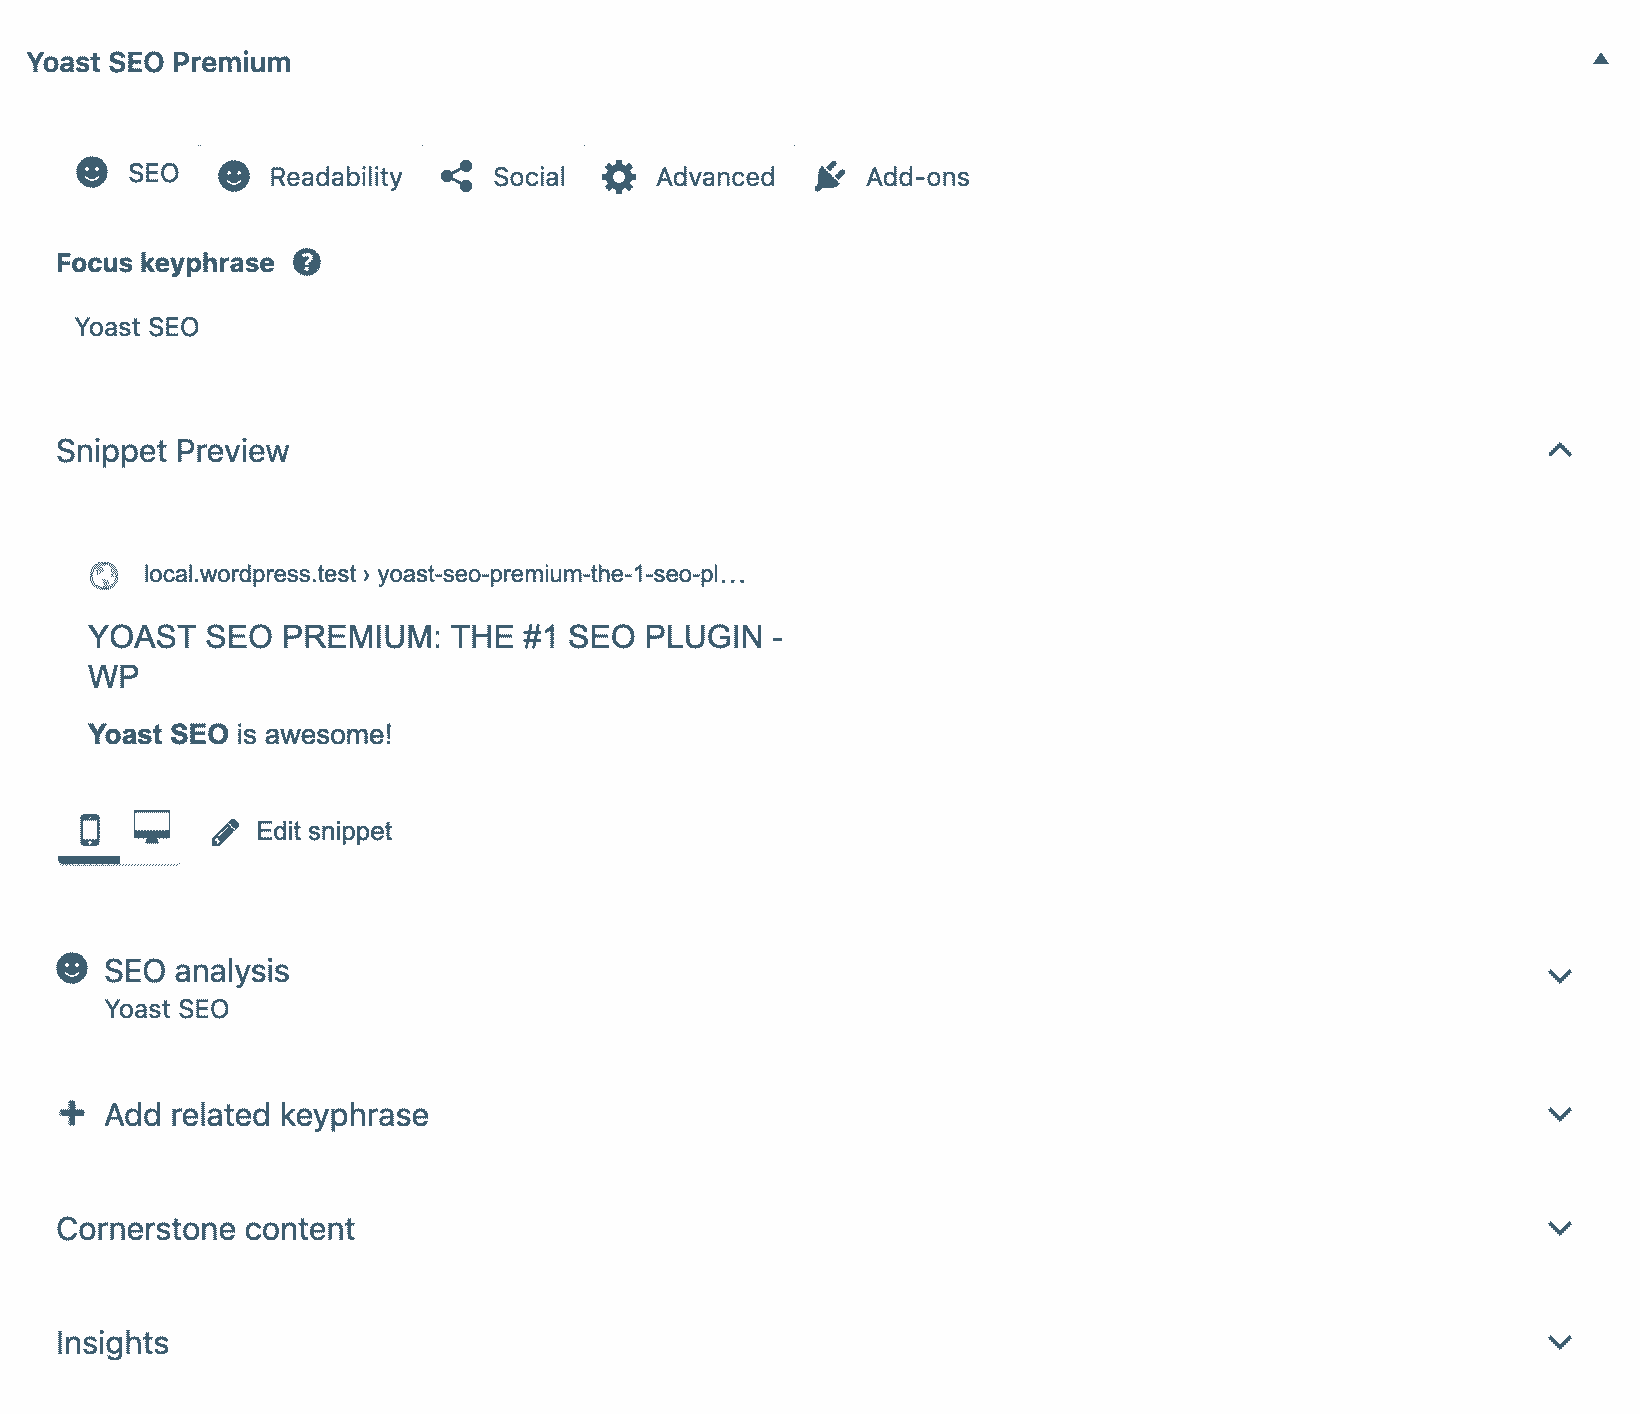 Yoast SEO Premium
SEO Readability Social Advanced Add-ons
Focus keyphrase ?
Yoast SEO
Snippet Preview
local.wordpress.test › yoast-seo-premium-the-1-seo-pl…
YOAST SEO PREMIUM: THE #1 SEO PLUGIN -
WP
Yoast SEO is awesome!
Edit snippet
SEO analysis
Yoast SEO
Add related keyphrase
Cornerstone content
Insights